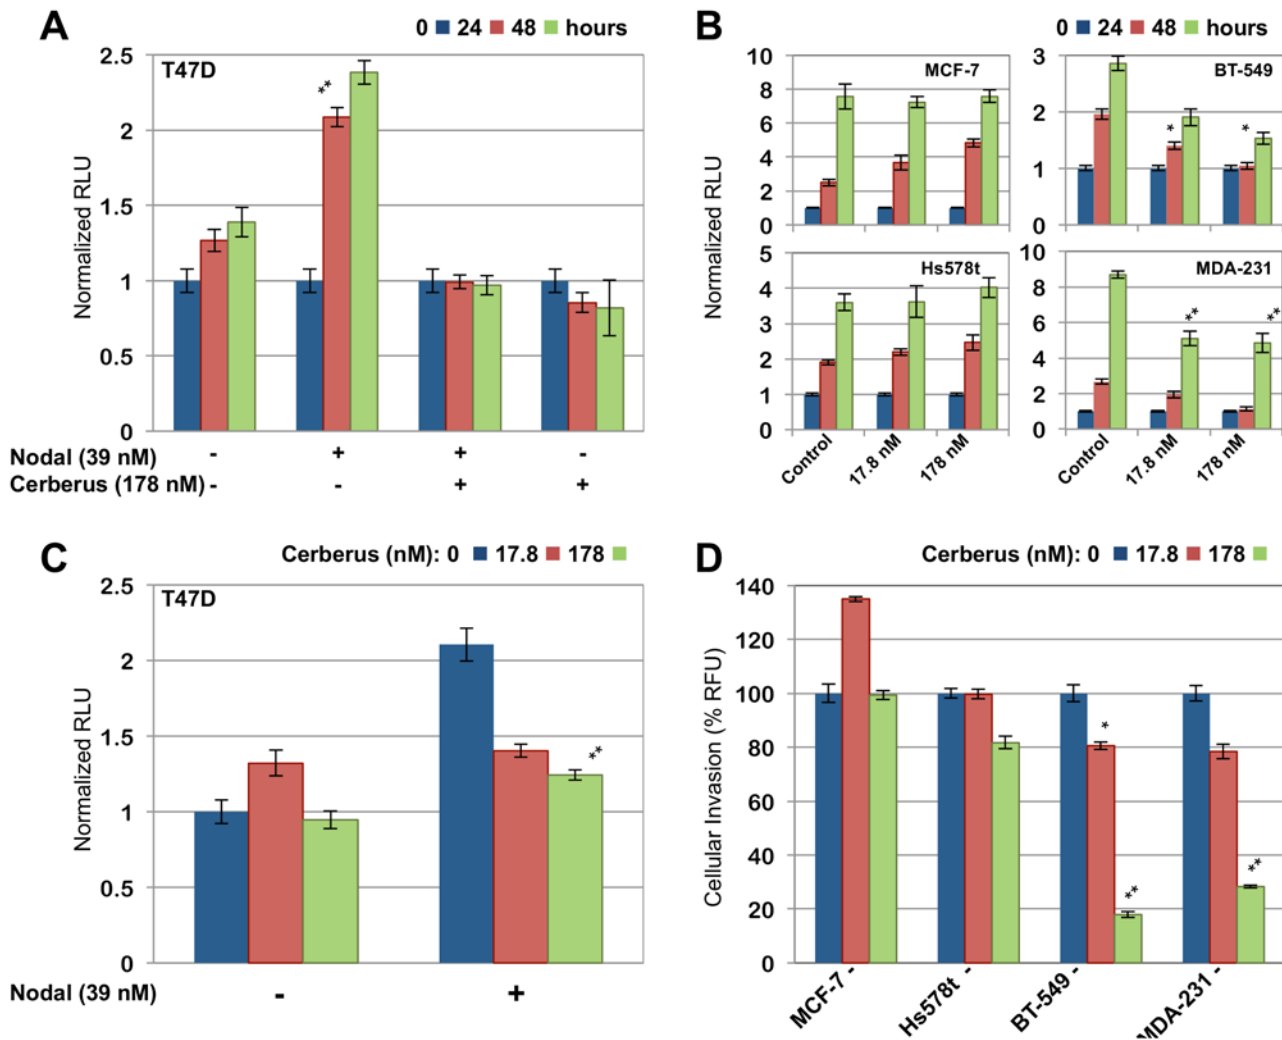 A
0 24 48 hours
T47D
Normalized RLU
2.5
2
1.5
1
0.5
0
Nodal (39 nM) - + + -
Cerberus (178 nM) - - + +
B
0 24 48 hours
Normalized RLU
MCF-7
10
8
6
4
2
0
BT-549
3
2
1
0
* *
Hs578t
5
4
3
2
1
0
Control 17.8 nM 178 nM
MDA-231
10
8
6
4
2
0
** **
Control 17.8 nM 178 nM
**
C
Cerberus (nM): 0 17.8 178
T47D
Normalized RLU
2.5
2
1.5
1
0.5
0
**
Nodal (39 nM) - +
D
Cerberus (nM): 0 17.8 178
Cellular Invasion (% RFU)
140
120
100
80
60
40
20
0
* ** **
MCF-7 - Hs578t - BT-549 - MDA-231 -